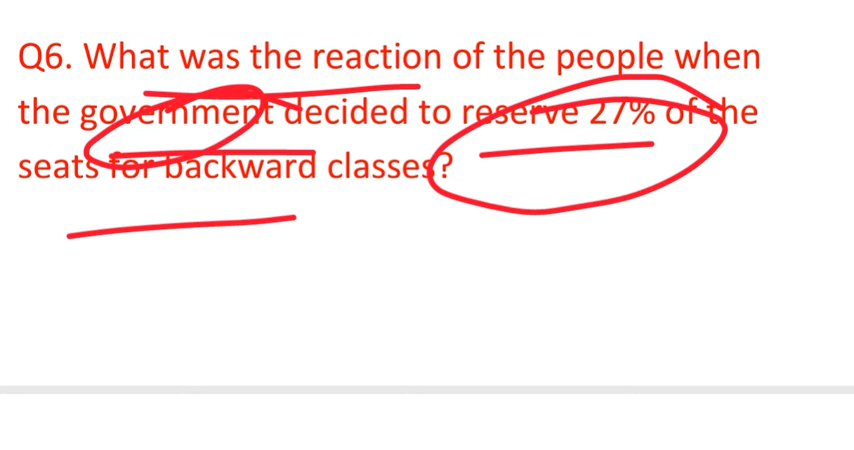 Q6. What was the reaction of the people when
the government decided to reserve 27% of the
seats for backward classes?